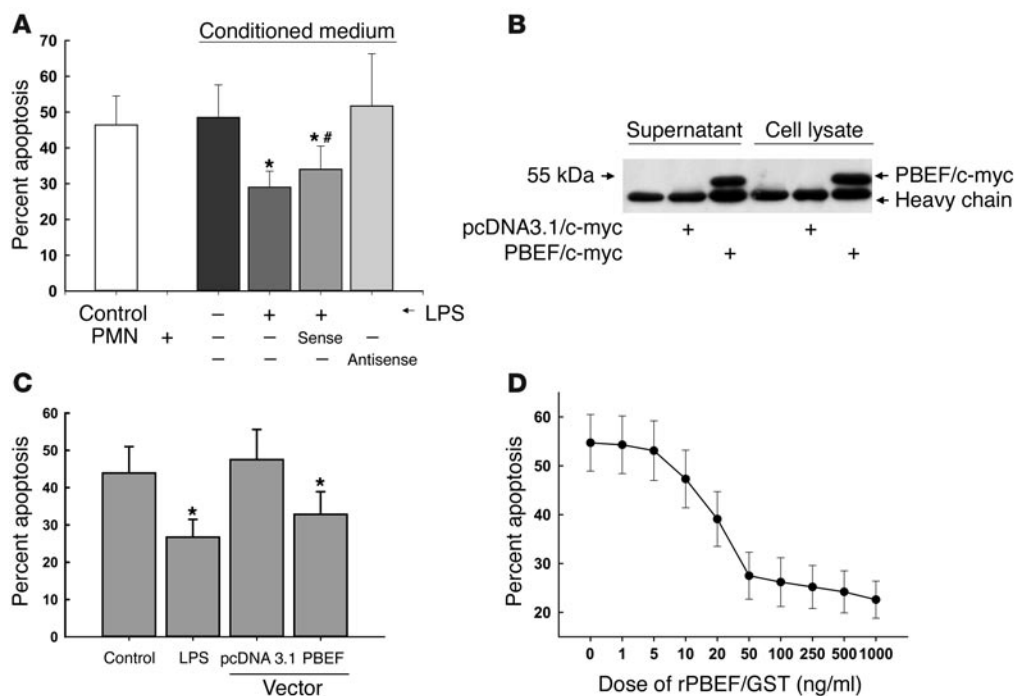 A
Conditioned medium
Percent apoptosis
70
60
50
40
30
20
10
0
*
* #
Control – + + ← LPS
PMN + – – Sense –
– – – Antisense
B
Supernatant Cell lysate
55 kDa → ← PBEF/c-myc
← Heavy chain
pcDNA3.1/c-myc + +
PBEF/c-myc + +
C
Percent apoptosis
60
50
40
30
20
10
0
*
*
Control LPS pcDNA 3.1 PBEF
Vector
D
Percent apoptosis
60
50
40
30
20
0 1 5 10 20 50 100 250 500 1000
Dose of rPBEF/GST (ng/ml)